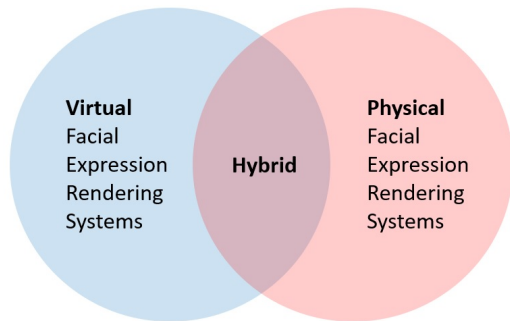 Virtual
Facial
Expression
Rendering
Systems
Hybrid
Physical
Facial
Expression
Rendering
Systems